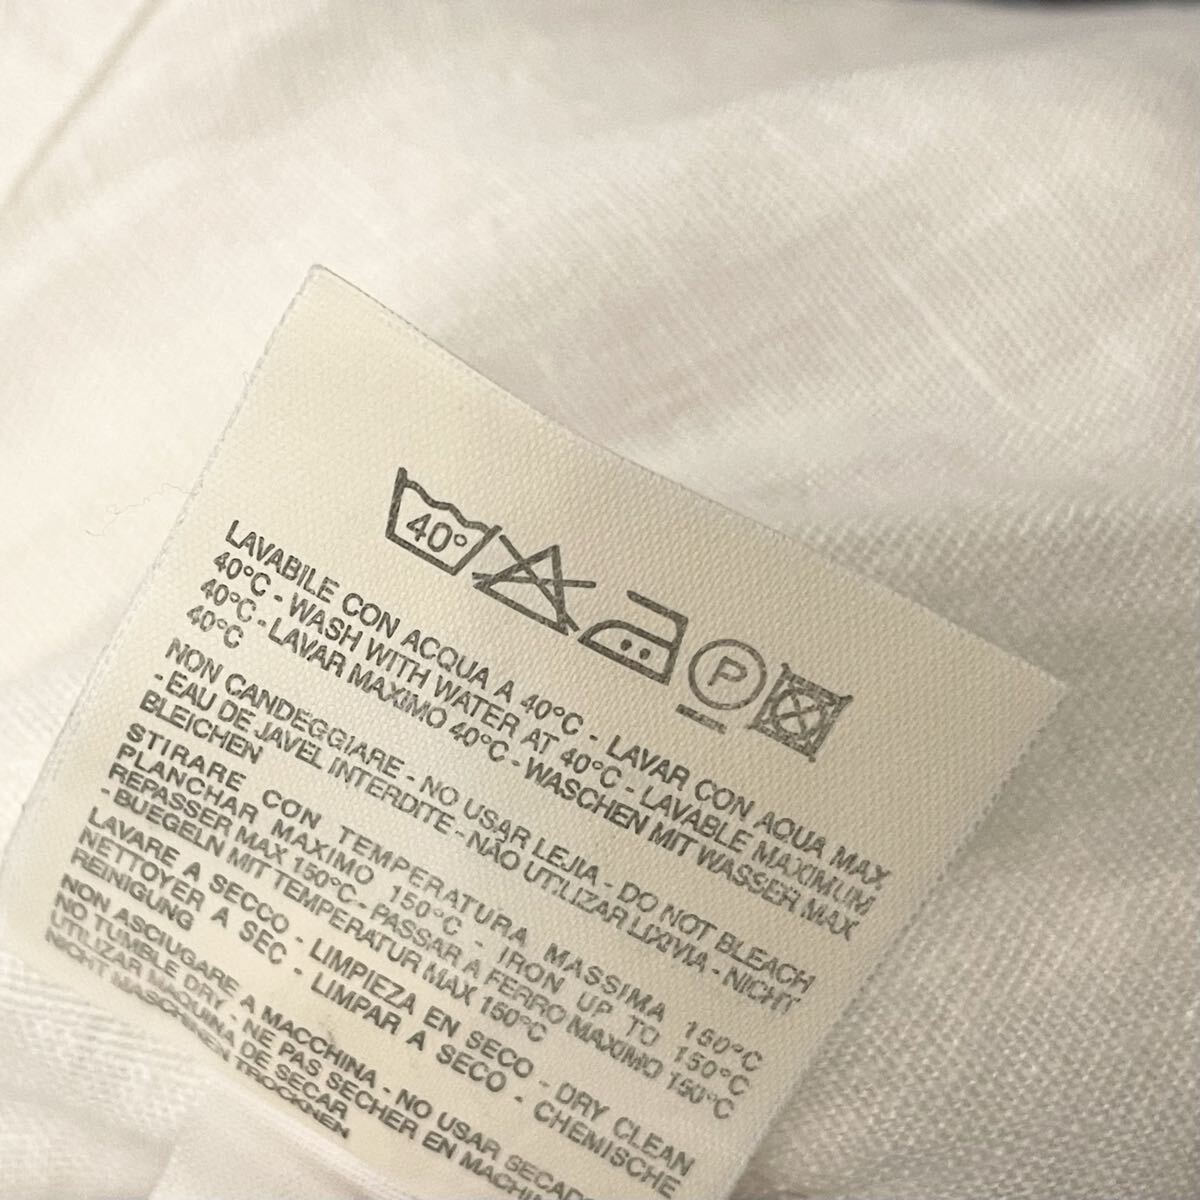 40°
P
LAVABILE CON ACQUA A 40°C - LAVAR CON AQUA MAX
40°C - WASH WITH WATER AT 40°C - LAVABLE MAXIMUM
40°C - LAVAR MAXIMO 40°C - WASCHEN MIT WASSER MAX
40°C
NON CANDEGGIARE - NO USAR LEJIA - DO NOT BLEACH
- EAU DE JAVEL INTERDITE - NÃO UTILIZAR LIXIVIA - NICHT
BLEICHEN
STIRARE CON TEMPERATURA MASSIMA 150°C
PLANCHAR MAXIMO 150°C - IRON UP TO 150°C
REPASSER MAX 150°C - PASSAR A FERRO MAXIMO 150°C
- BUEGELN MIT TEMPERATUR MAX 150°C
LAVARE A SECCO - LIMPIEZA EN SECO - DRY CLEAN
NETTOYER A SEC - LIMPAR A SECO - CHEMISCHE
REINIGUNG
NON ASCIUGARE A MACCHINA - NO USAR
NO TUMBLE DRY - NE PAS SECHER EN
UTILIZAR MAQUINA DE SECAR
NICHT MASCHINEN TROCKNEN